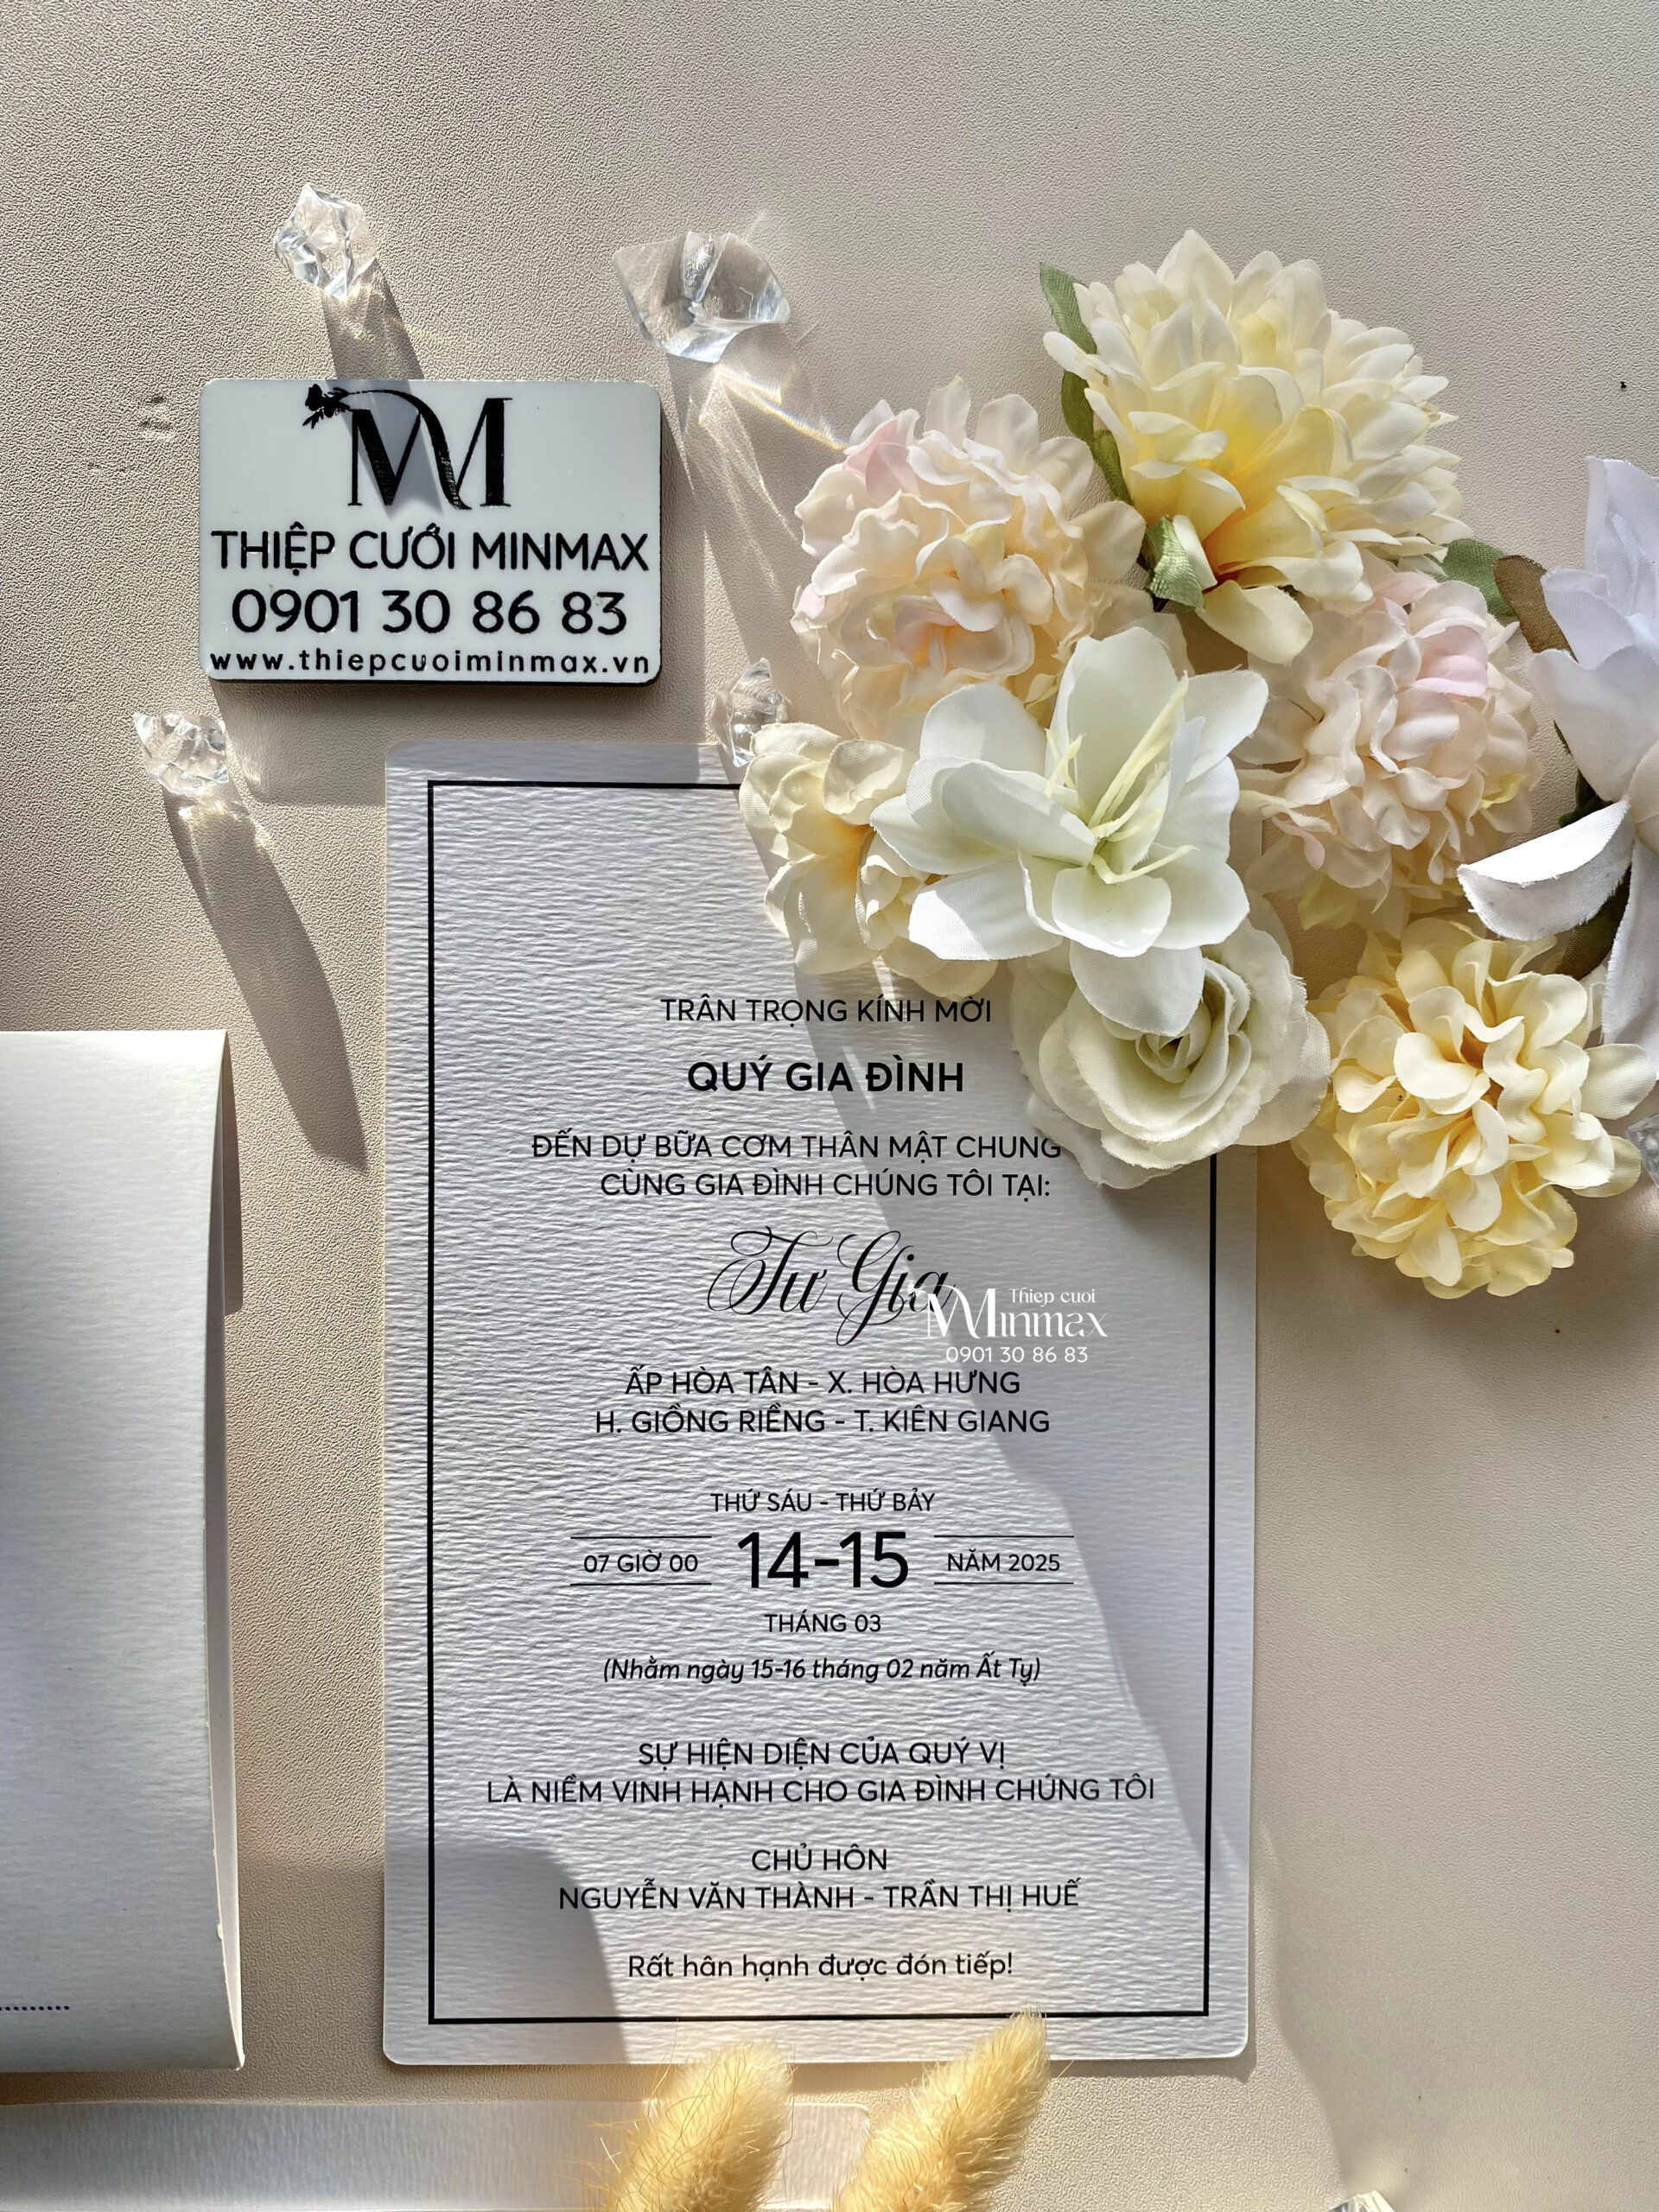 M
THIỆP CƯỚI MINMAX
0901 30 86 83
www.thiepcuoiminmax.vn
TRÂN TRỌNG KÍNH MỜI
QUÝ GIA ĐÌNH
ĐẾN DỰ BỮA CƠM THÂN MẬT CHUNG
CÙNG GIA ĐÌNH CHÚNG TÔI TẠI:
Tư Gia
Thiep cuoi
Minmax
0901 30 86 83
ẤP HÒA TÂN - X. HÒA HƯNG
H. GIỒNG RIỀNG - T. KIÊN GIANG
THỨ SÁU - THỨ BẢY
07 GIỜ 00 14-15 NĂM 2025
THÁNG 03
(Nhằm ngày 15-16 tháng 02 năm Ất Tỵ)
SỰ HIỆN DIỆN CỦA QUÝ VỊ
LÀ NIỀM VINH HẠNH CHO GIA ĐÌNH CHÚNG TÔI
CHỦ HÔN
NGUYỄN VĂN THÀNH - TRẦN THỊ HUẾ
Rất hân hạnh được đón tiếp!